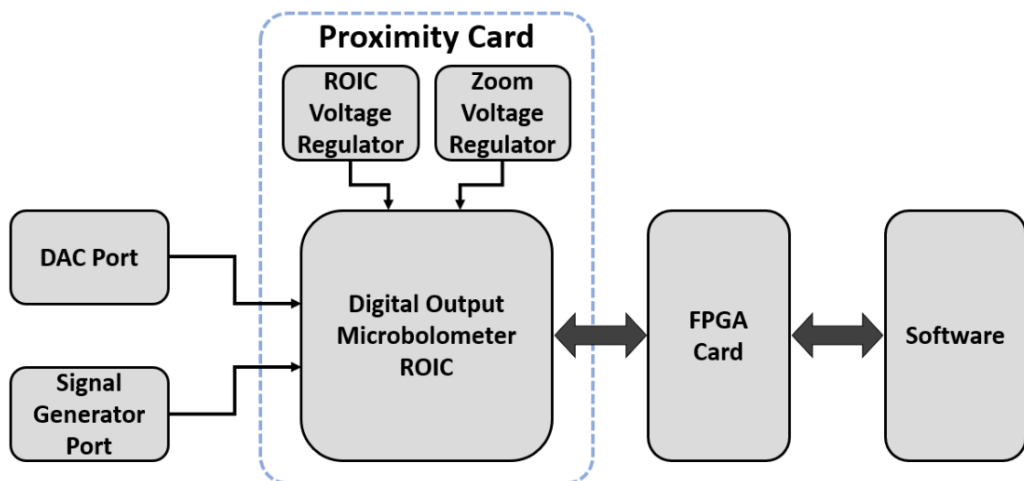 Proximity Card
ROIC
Voltage
Regulator
Zoom
Voltage
Regulator
DAC Port
Signal
Generator
Port
Digital Output
Microbolometer
ROIC
FPGA
Card
Software